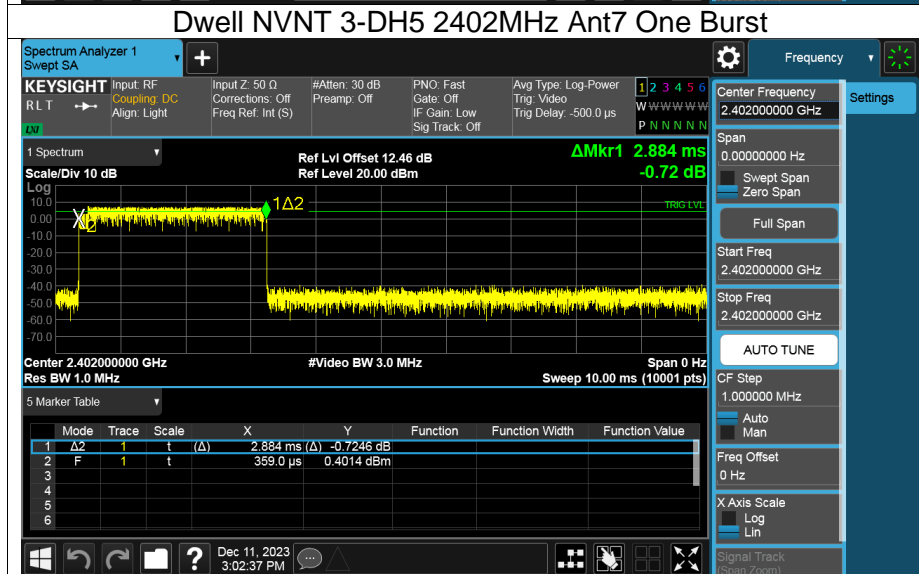 Dwell NVNT 3-DH5 2402MHz Ant7 One Burst
Spectrum Analyzer 1
Swept SA
+
Frequency
KEYSIGHT
RLT
LXI
Input: RF
Coupling: DC
Align: Light
Input Z: 50 Ω
Corrections: Off
Freq Ref: Int (S)
#Atten: 30 dB
Preamp: Off
PNO: Fast
Gate: Off
IF Gain: Low
Sig Track: Off
Avg Type: Log-Power
Trig: Video
Trig Delay: -500.0 µs
1 2 3 4 5 6
W W W W W W
P N N N N N
1 Spectrum
Scale/Div 10 dB
Ref Lvl Offset 12.46 dB
Ref Level 20.00 dBm
ΔMkr1 2.884 ms
-0.72 dB
Log
10.0
0.00
-10.0
-20.0
-30.0
-40.0
-50.0
-60.0
-70.0
X
2
1Δ2
TRIG LVL
Center 2.402000000 GHz
#Video BW 3.0 MHz
Span 0 Hz
Res BW 1.0 MHz
Sweep 10.00 ms (10001 pts)
5 Marker Table
Mode Trace Scale X Y Function Function Width Function Value
1 Δ2 1 t (Δ) 2.884 ms (Δ) -0.7246 dB
2 F 1 t 359.0 µs 0.4014 dBm
3
4
5
6
?
Dec 11, 2023
3:02:37 PM
Center Frequency
2.402000000 GHz
Settings
Span
0.00000000 Hz
Swept Span
Zero Span
Full Span
Start Freq
2.402000000 GHz
Stop Freq
2.402000000 GHz
AUTO TUNE
CF Step
1.000000 MHz
Auto
Man
Freq Offset
0 Hz
X Axis Scale
Log
Lin
Signal Track
(Span Zoom)